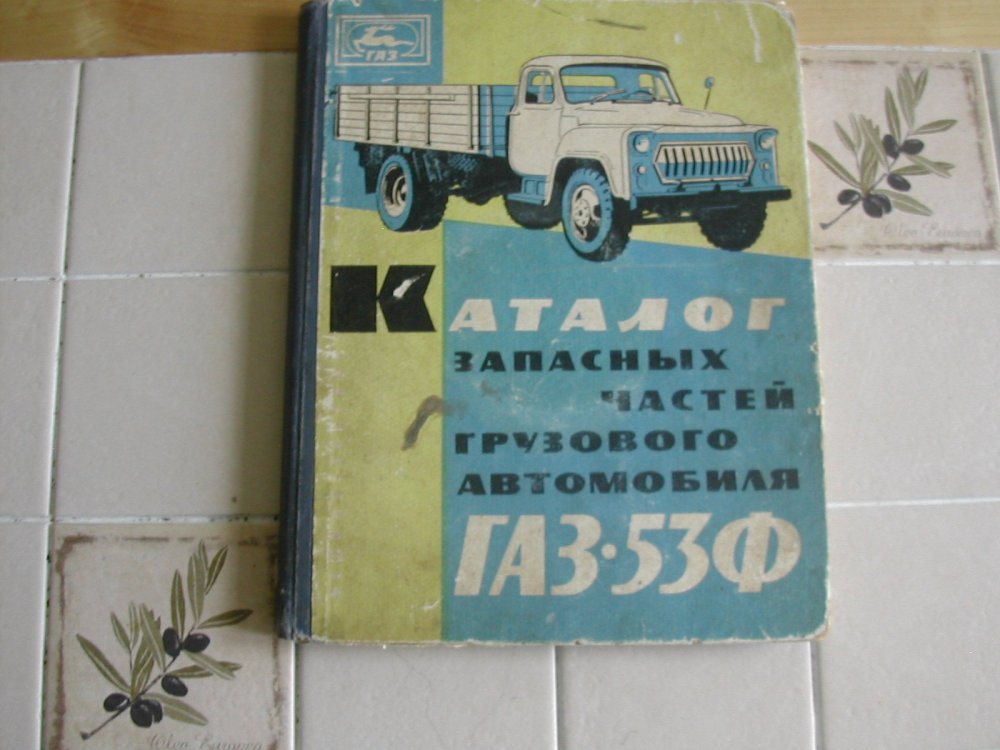 ГАЗ
КАТАЛОГ
ЗАПАСНЫХ
ЧАСТЕЙ
ГРУЗОВОГО
АВТОМОБИЛЯ
ГАЗ·53Ф